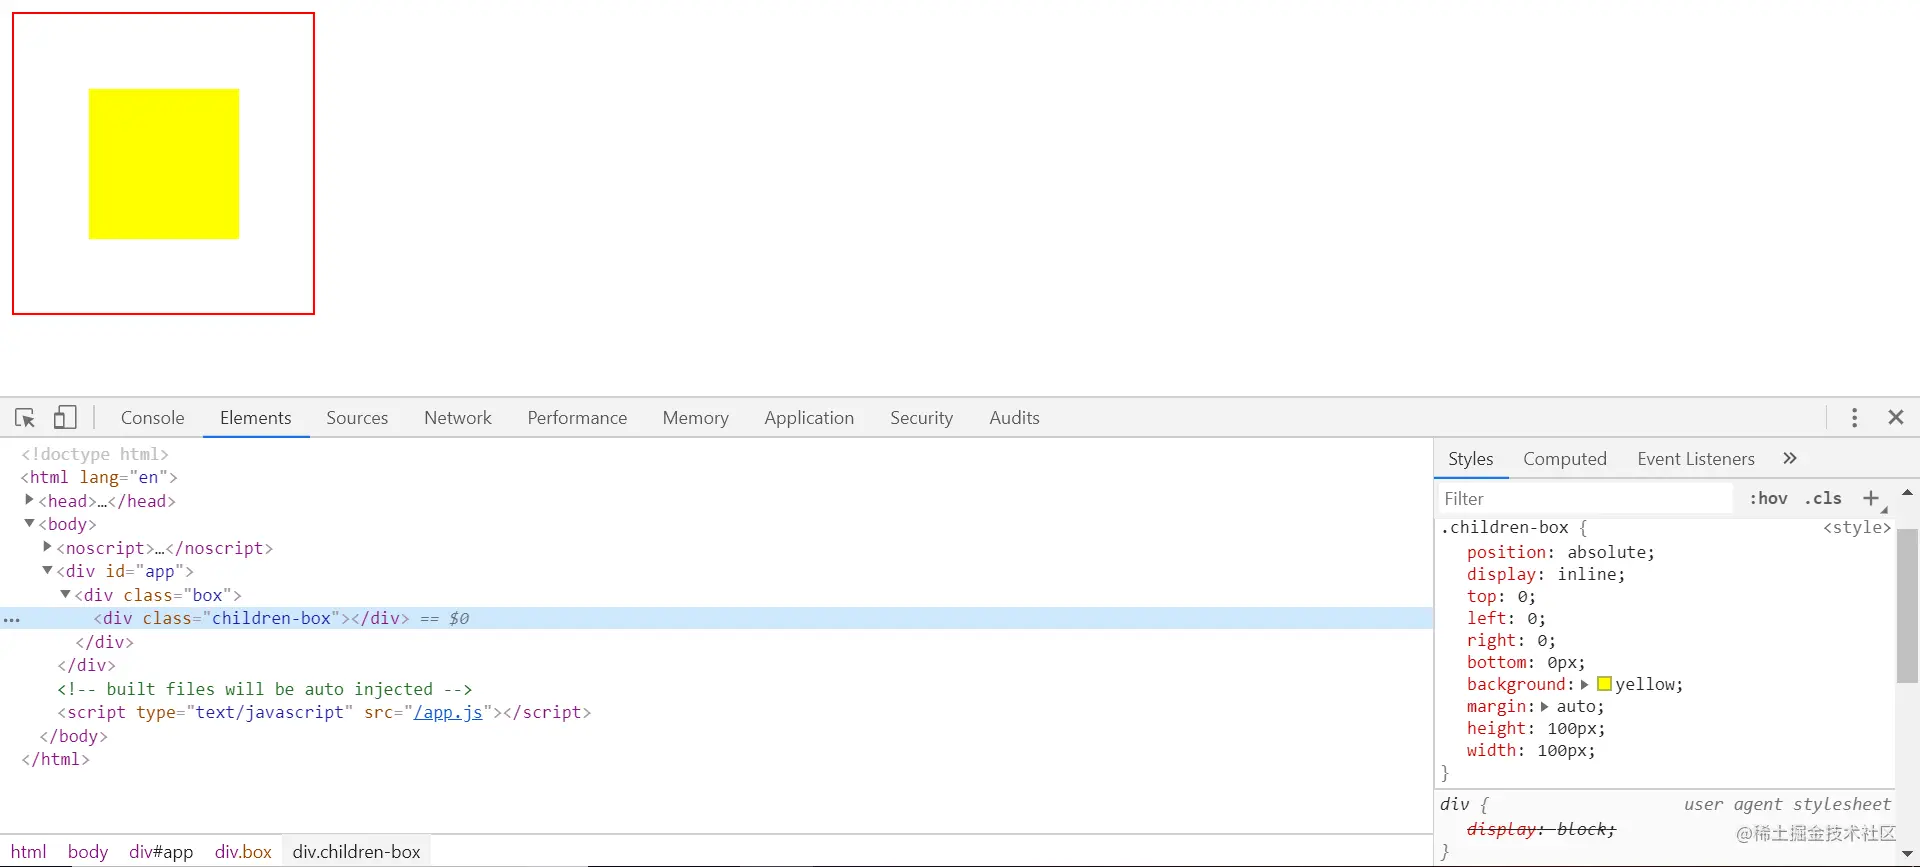 Console Elements Sources Network Performance Memory Application Security Audits
<!doctype html>
<html lang="en">
<head>…</head>
<body>
<noscript>…</noscript>
<div id="app">
<div class="box">
<div class="children-box"></div> == $0
</div>
</div>
<!-- built files will be auto injected -->
<script type="text/javascript" src="/app.js"></script>
</body>
</html>
html body div#app div.box div.children-box
Styles Computed Event Listeners »
Filter :hov .cls +
.children-box { <style>
position: absolute;
display: inline;
top: 0;
left: 0;
right: 0;
bottom: 0px;
background: yellow;
margin: auto;
height: 100px;
width: 100px;
}
div { user agent stylesheet
display: block;
}
@稀土掘金技术社区